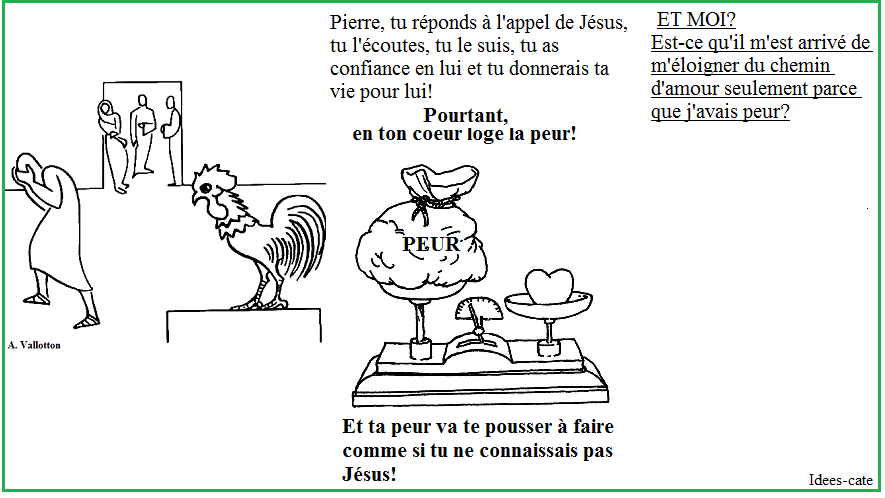 Pierre, tu réponds à l'appel de Jésus,
tu l'écoutes, tu le suis, tu as
confiance en lui et tu donnerais ta
vie pour lui!
Pourtant,
en ton coeur loge la peur!
PEUR
Et ta peur va te pousser à faire
comme si tu ne connaissais pas
Jésus!
ET MOI?
Est-ce qu'il m'est arrivé de
m'éloigner du chemin
d'amour seulement parce
que j'avais peur?
A. Vallotton
Idees-cate